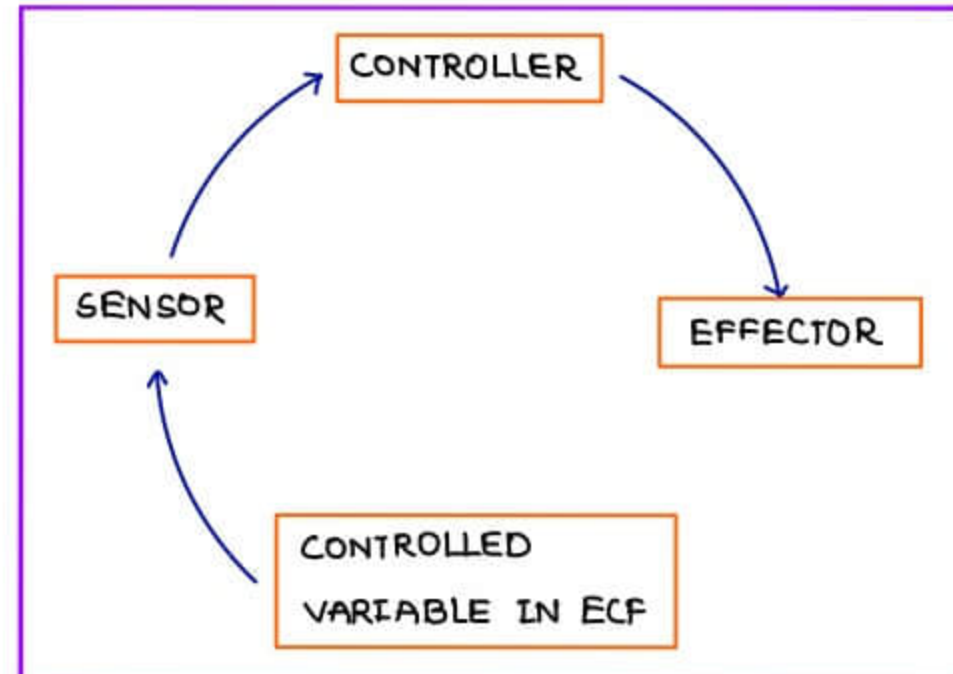 CONTROLLER
SENSOR
EFFECTOR
CONTROLLED
VARIABLE IN ECF